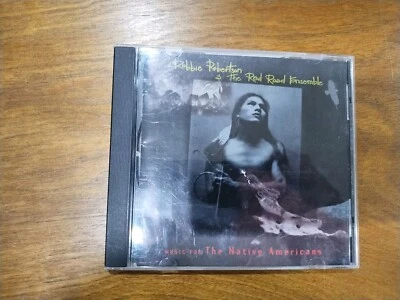 Robbie Robertson
& The Red Road Ensemble
music for The Native Americans